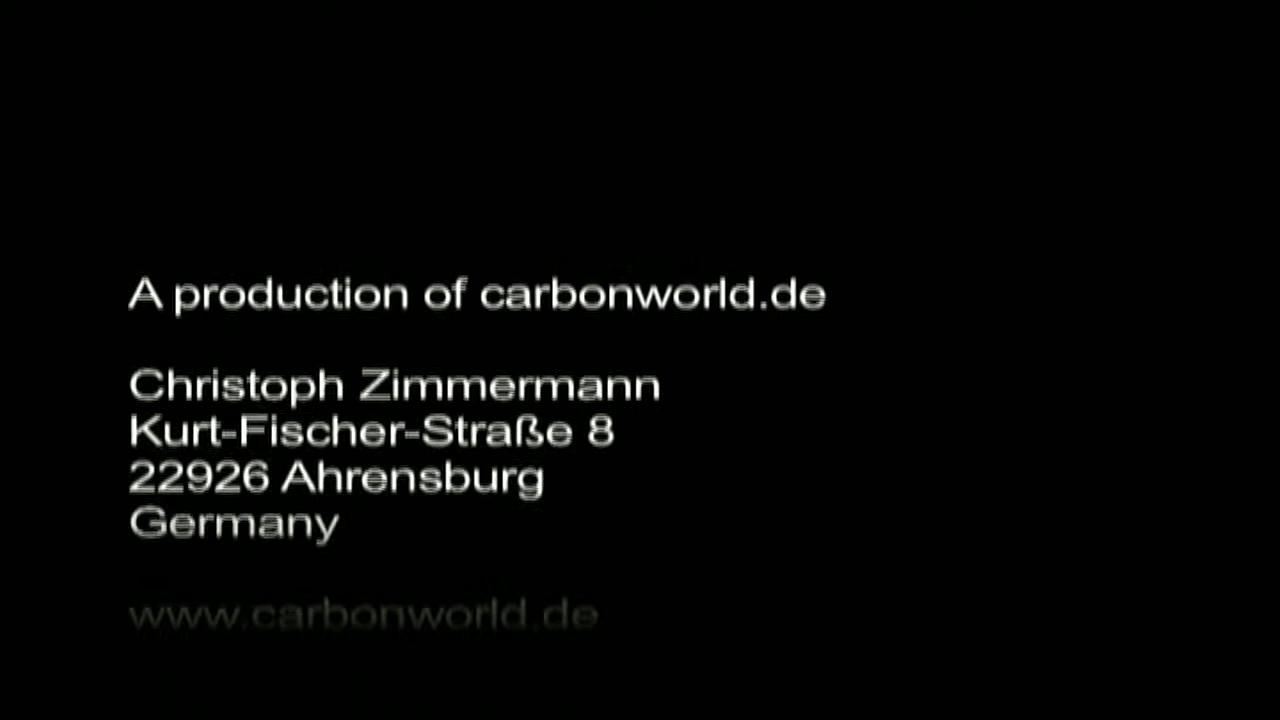 A production of carbonworld.de
Christoph Zimmermann
Kurt-Fischer-Straße 8
22926 Ahrensburg
Germany
www.carbonworld.de